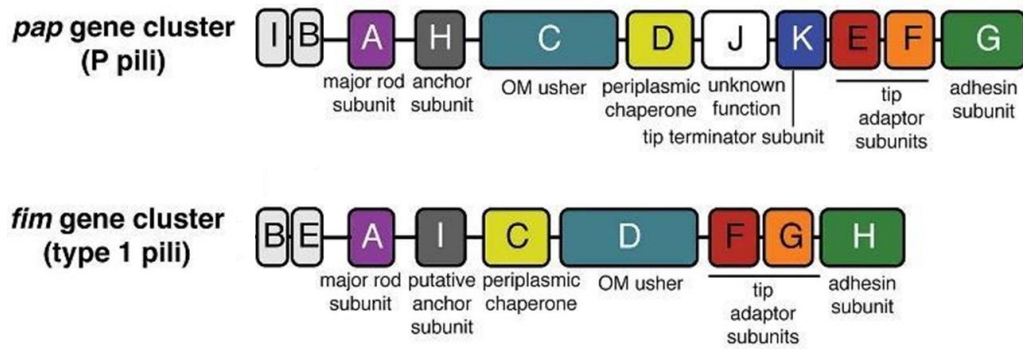 pap gene cluster
(P pili)
I B A H C D J K E F G
major rod
subunit
anchor
subunit
OM usher
periplasmic
chaperone
unknown
function
tip terminator subunit
tip
adaptor
subunits
adhesin
subunit
fim gene cluster
(type 1 pili)
B E A I C D F G H
major rod
subunit
putative
anchor
subunit
periplasmic
chaperone
OM usher
tip
adaptor
subunits
adhesin
subunit